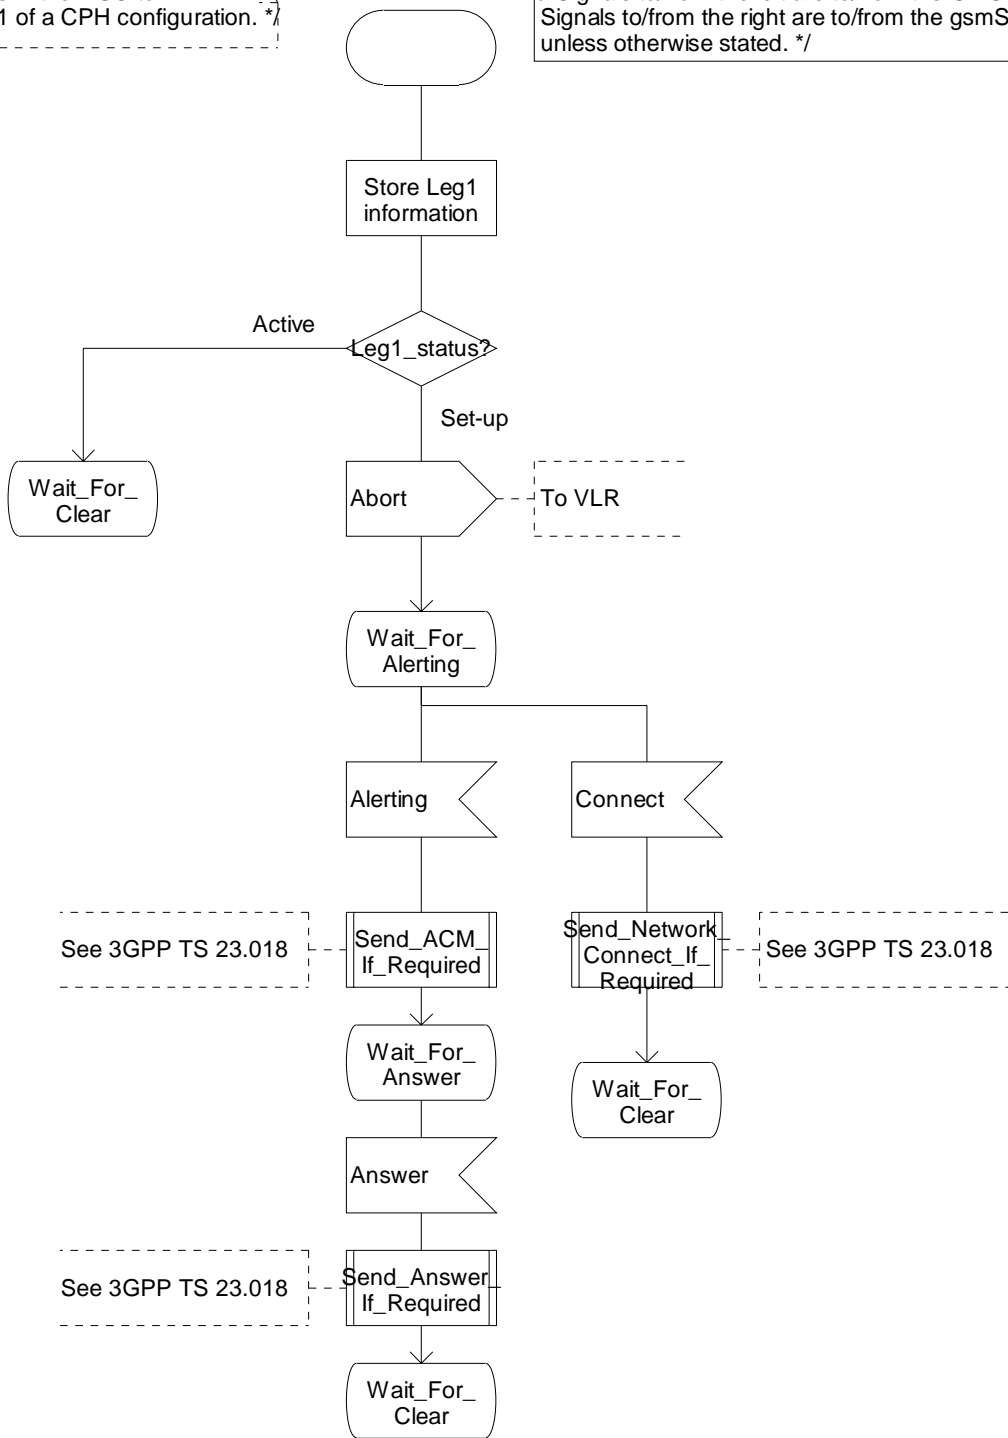 1 of a CPH configuration. */
Signals to/from the right are to/from the gsmS
unless otherwise stated. */
Store Leg1
information
Leg1_status?
Active
Set-up
Wait_For_
Clear
Abort
To VLR
Wait_For_
Alerting
Alerting
Connect
See 3GPP TS 23.018
Send_ACM_
If_Required
Send_Network_
Connect_If_
Required
See 3GPP TS 23.018
Wait_For_
Answer
Wait_For_
Clear
Answer
See 3GPP TS 23.018
Send_Answer_
If_Required
Wait_For_
Clear